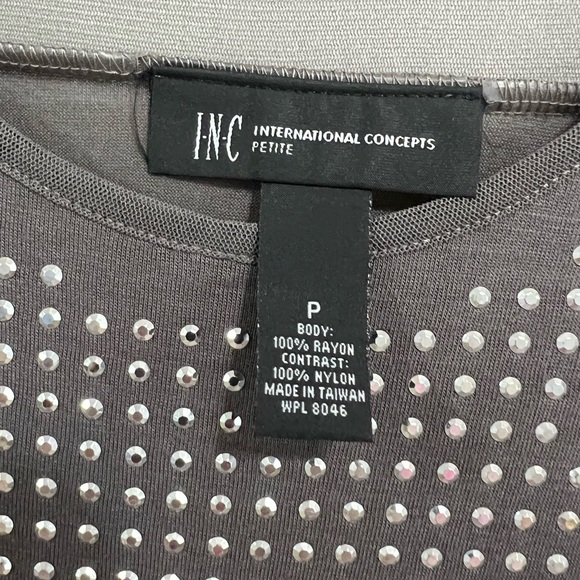 I·N·C INTERNATIONAL CONCEPTS
PETITE
P
BODY:
100% RAYON
CONTRAST:
100% NYLON
MADE IN TAIWAN
WPL 8046